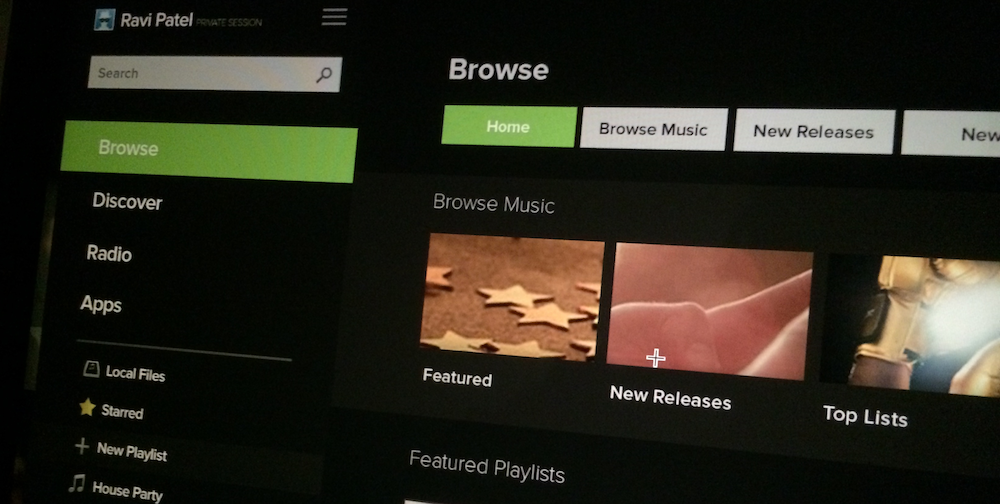 Ravi Patel PRIVATE SESSION
Search
Browse
Discover
Radio
Apps
Local Files
Starred
New Playlist
House Party
Browse
Home
Browse Music
New Releases
New
Browse Music
Featured
New Releases
Top Lists
Featured Playlists